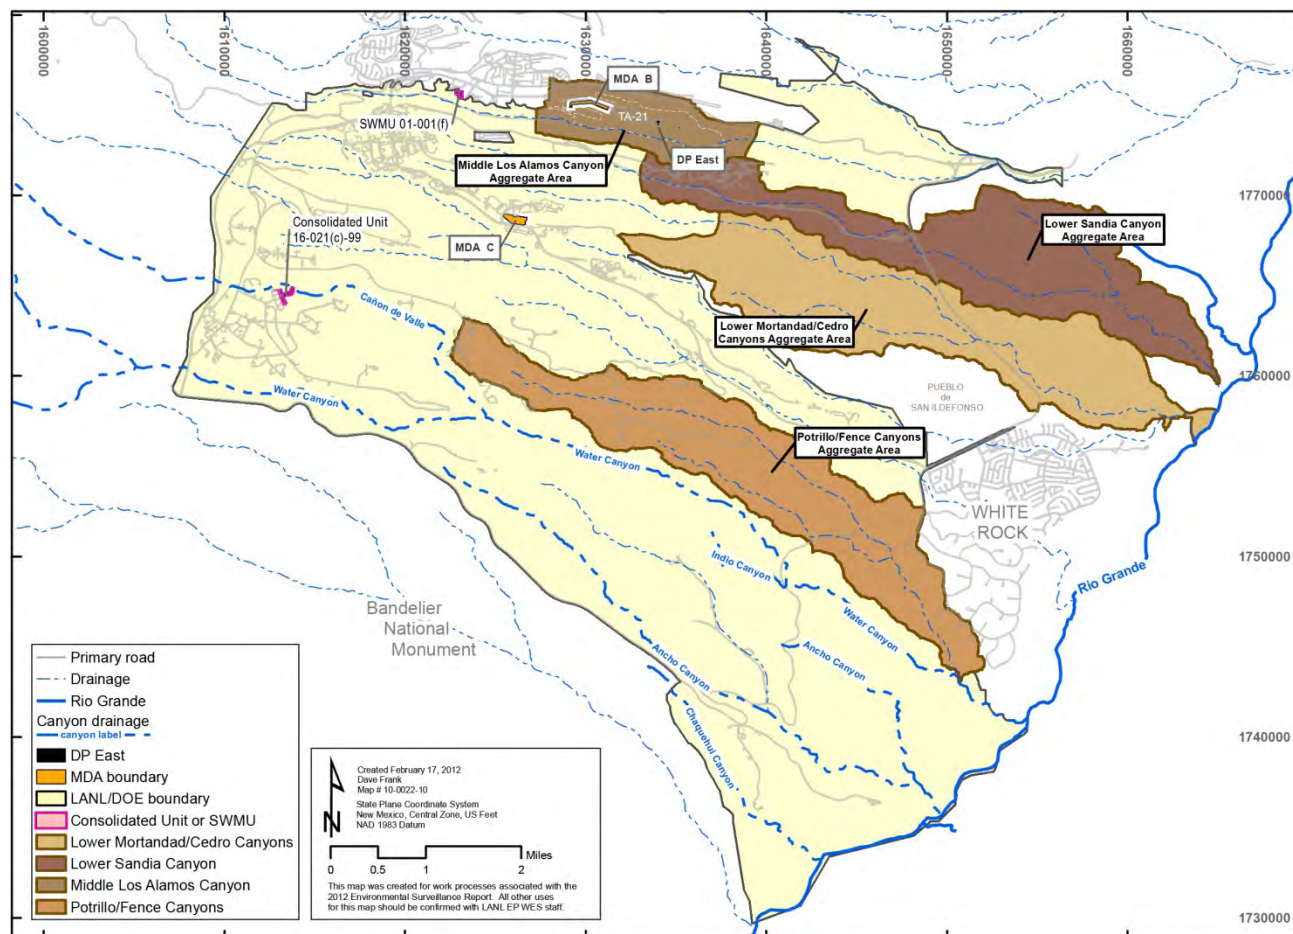 1600000
1610000
1620000
1630000
1640000
1650000
1660000
MDA B
SWMU 01-001(f)
TA-21
DP East
Middle Los Alamos Canyon
Aggregate Area
1770000
Consolidated Unit
16-021(c)-99
MDA C
Lower Sandia Canyon
Aggregate Area
Cañon de Valle
Lower Mortandad/Cedro
Canyons Aggregate Area
1760000
Water Canyon
PUEBLO
de
SAN ILDEFONSO
Potrillo/Fence Canyons
Aggregate Area
Water Canyon
WHITE
ROCK
Indio Canyon
1750000
Rio Grande
Bandelier
National
Monument
Water Canyon
Ancho Canyon
Ancho Canyon
Chaquehui Canyon
1740000
1730000
Primary road
Drainage
Rio Grande
Canyon drainage
canyon label
DP East
MDA boundary
LANL/DOE boundary
Consolidated Unit or SWMU
Lower Mortandad/Cedro Canyons
Lower Sandia Canyon
Middle Los Alamos Canyon
Potrillo/Fence Canyons
Created February 17, 2012
Dave Frank
Map # 10-0022-10
State Plane Coordinate System
New Mexico, Central Zone, US Feet
NAD 1983 Datum
N
Miles
0 0.5 1 2
This map was created for work processes associated with the
2012 Environmental Surveillance Report. All other uses
for this map should be confirmed with LANL EP WES staff.